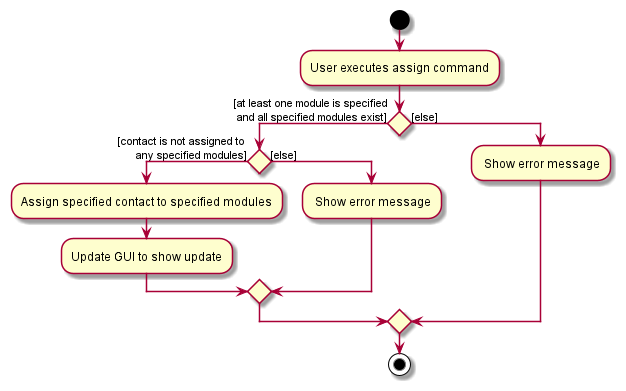 User executes assign command
[at least one module is specified
and all specified modules exist]
[else]
[contact is not assigned to
any specified modules]
[else]
Show error message
Assign specified contact to specified modules
Show error message
Update GUI to show update